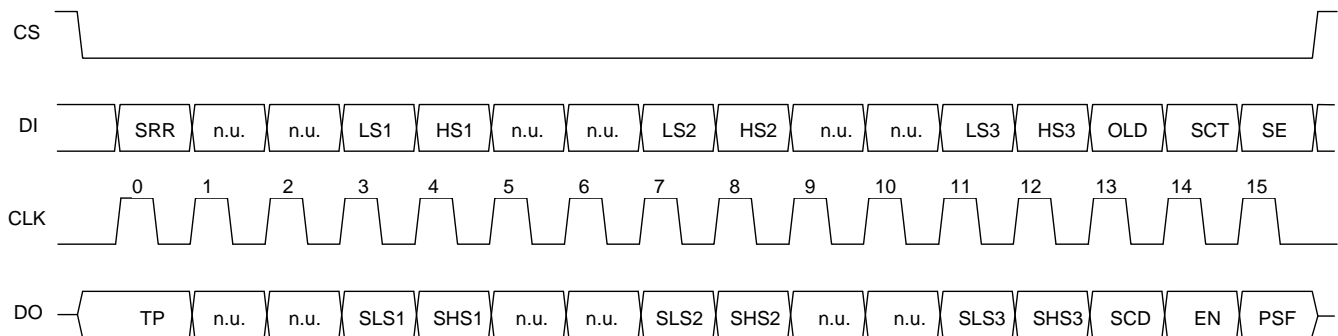 CS
DI SRR n.u. n.u. LS1 HS1 n.u. n.u. LS2 HS2 n.u. n.u. LS3 HS3 OLD SCT SE
0 1 2 3 4 5 6 7 8 9 10 11 12 13 14 15
CLK
DO TP n.u. n.u. SLS1 SHS1 n.u. n.u. SLS2 SHS2 n.u. n.u. SLS3 SHS3 SCD EN PSF